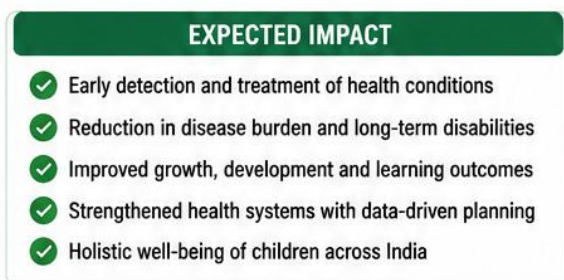 EXPECTED IMPACT
Early detection and treatment of health conditions
Reduction in disease burden and long-term disabilities
Improved growth, development and learning outcomes
Strengthened health systems with data-driven planning
Holistic well-being of children across India